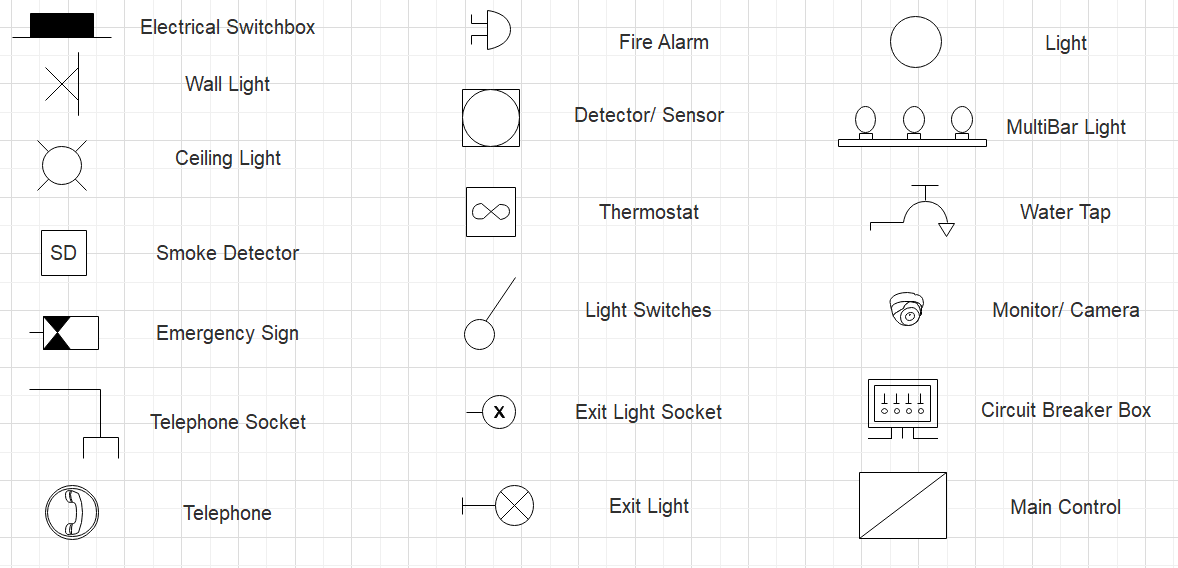 Electrical Switchbox
Wall Light
Ceiling Light
SD
Smoke Detector
Emergency Sign
Telephone Socket
Telephone
Fire Alarm
Detector/ Sensor
Thermostat
Light Switches
X
Exit Light Socket
Exit Light
Light
MultiBar Light
Water Tap
Monitor/ Camera
Circuit Breaker Box
Main Control